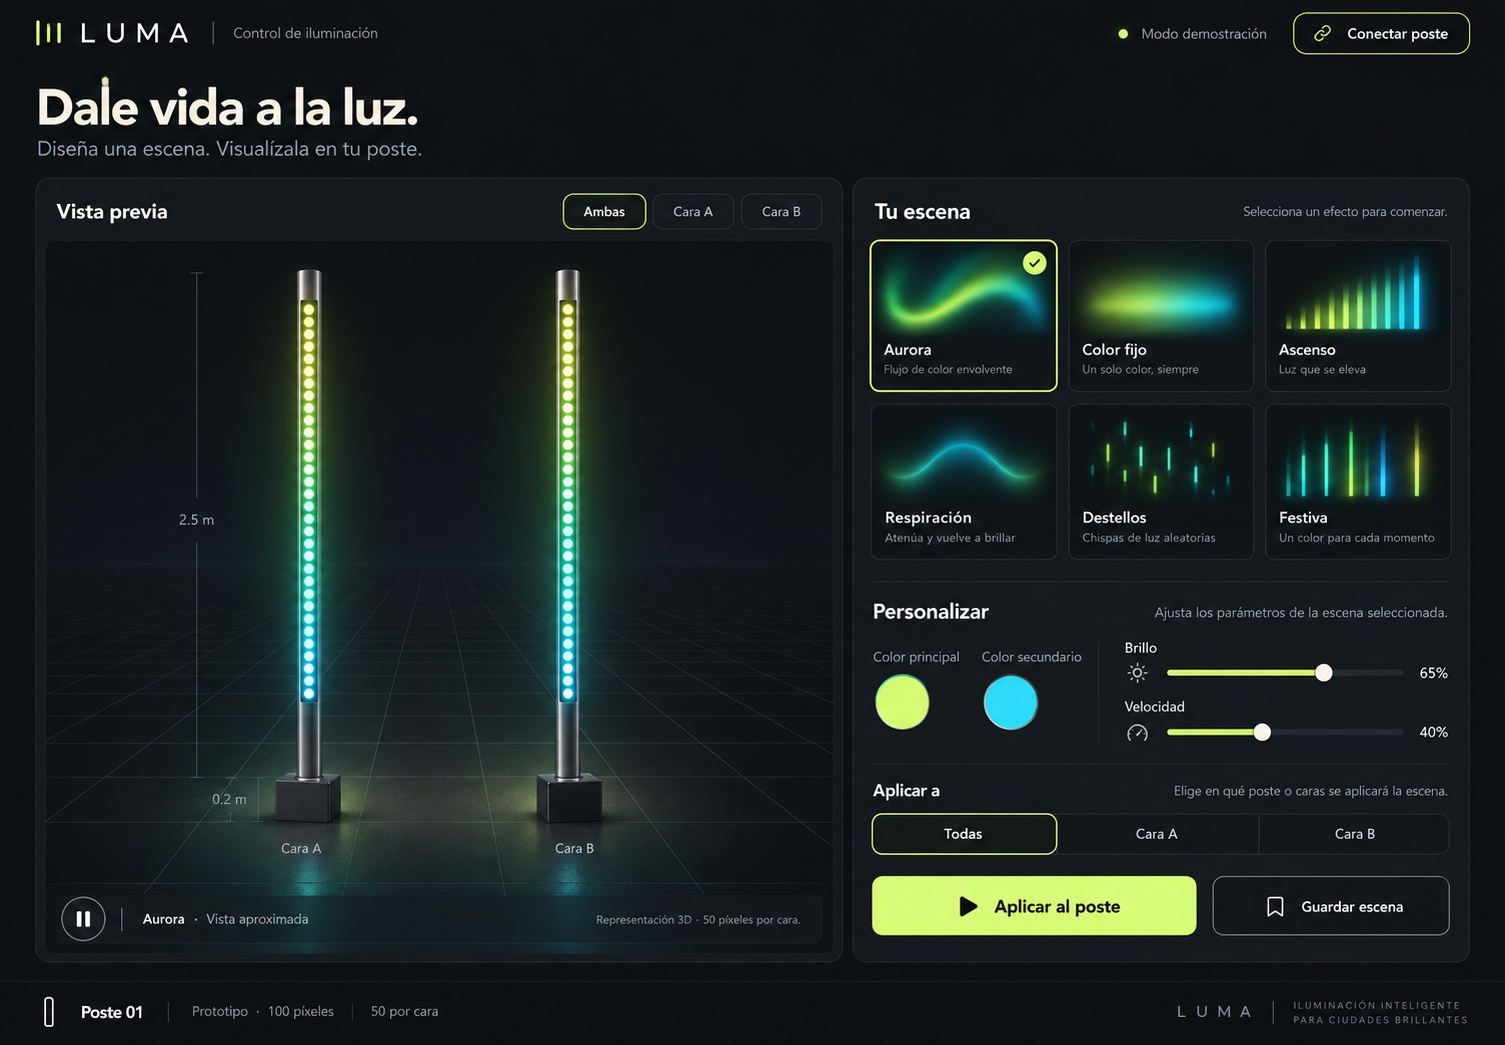 LUMA
Control de iluminación
Modo demostración
Conectar poste
Dale vida a la luz.
Diseña una escena. Visualízala en tu poste.
Vista previa
Ambas
Cara A
Cara B
2.5 m
0.2 m
Cara A
Cara B
Aurora · Vista aproximada
Representación 3D · 50 píxeles por cara.
Tu escena
Selecciona un efecto para comenzar.
Aurora
Flujo de color envolvente
Color fijo
Un solo color, siempre
Ascenso
Luz que se eleva
Respiración
Atenúa y vuelve a brillar
Destellos
Chispas de luz aleatorias
Festiva
Un color para cada momento
Personalizar
Ajusta los parámetros de la escena seleccionada.
Color principal
Color secundario
Brillo
65%
Velocidad
40%
Aplicar a
Elige en qué poste o caras se aplicará la escena.
Todas
Cara A
Cara B
Aplicar al poste
Guardar escena
Poste 01
Prototipo · 100 píxeles
50 por cara
LUMA
ILUMINACIÓN INTELIGENTE
PARA CIUDADES BRILLANTES